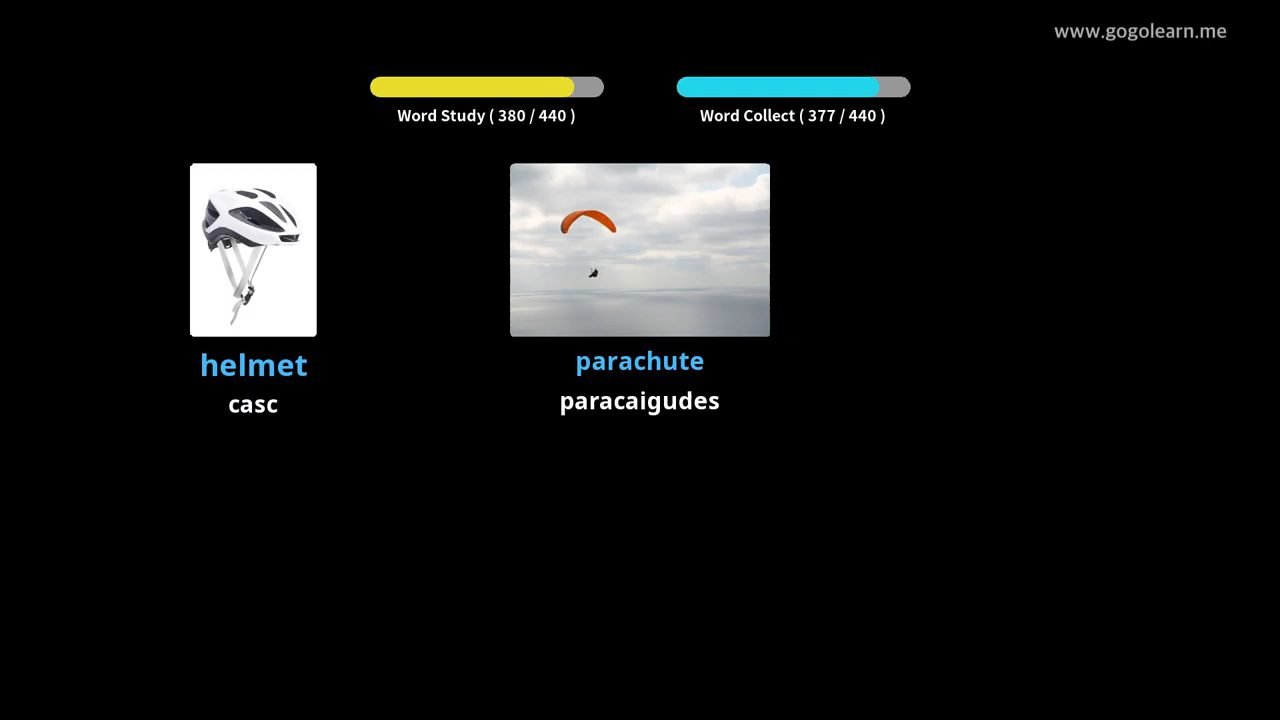 www.gogolearn.me
Word Study ( 380 / 440 )
Word Collect ( 377 / 440 )
helmet
casc
parachute
paracaigudes